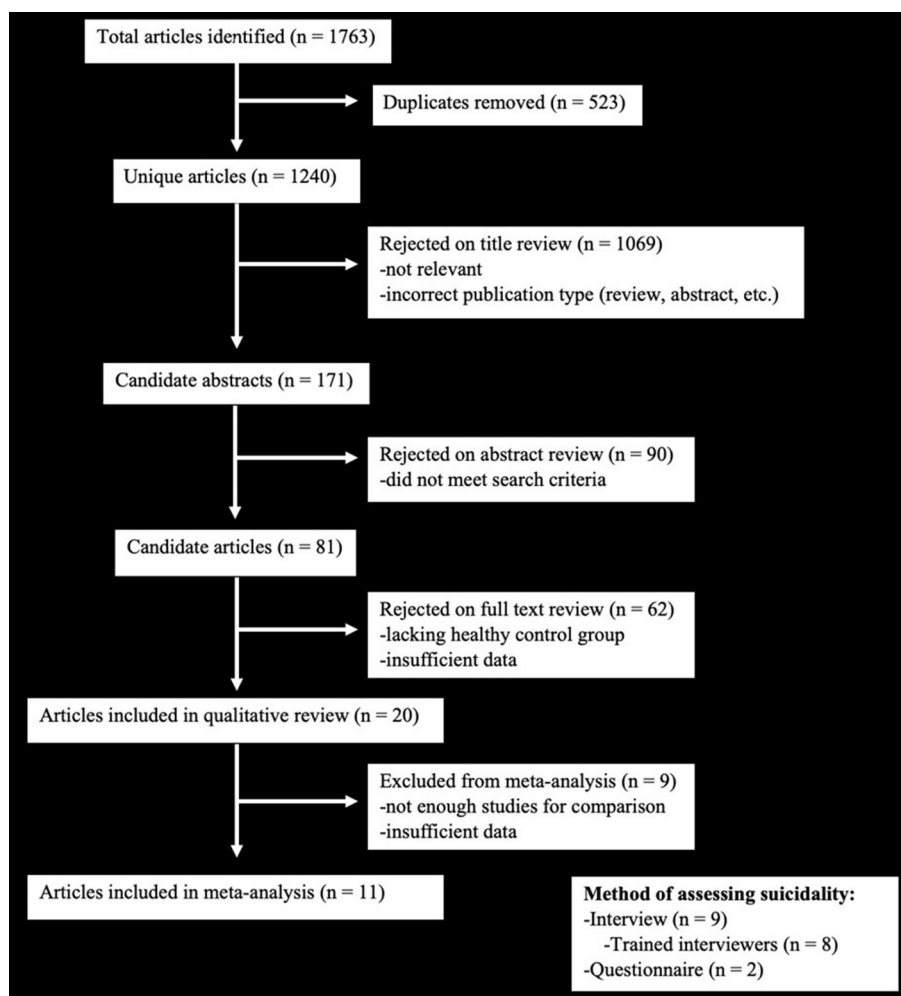 Total articles identified (n = 1763)
Duplicates removed (n = 523)
Unique articles (n = 1240)
Rejected on title review (n = 1069)
-not relevant
-incorrect publication type (review, abstract, etc.)
Candidate abstracts (n = 171)
Rejected on abstract review (n = 90)
-did not meet search criteria
Candidate articles (n = 81)
Rejected on full text review (n = 62)
-lacking healthy control group
-insufficient data
Articles included in qualitative review (n = 20)
Excluded from meta-analysis (n = 9)
-not enough studies for comparison
-insufficient data
Articles included in meta-analysis (n = 11)
Method of assessing suicidality:
-Interview (n = 9)
-Trained interviewers (n = 8)
-Questionnaire (n = 2)